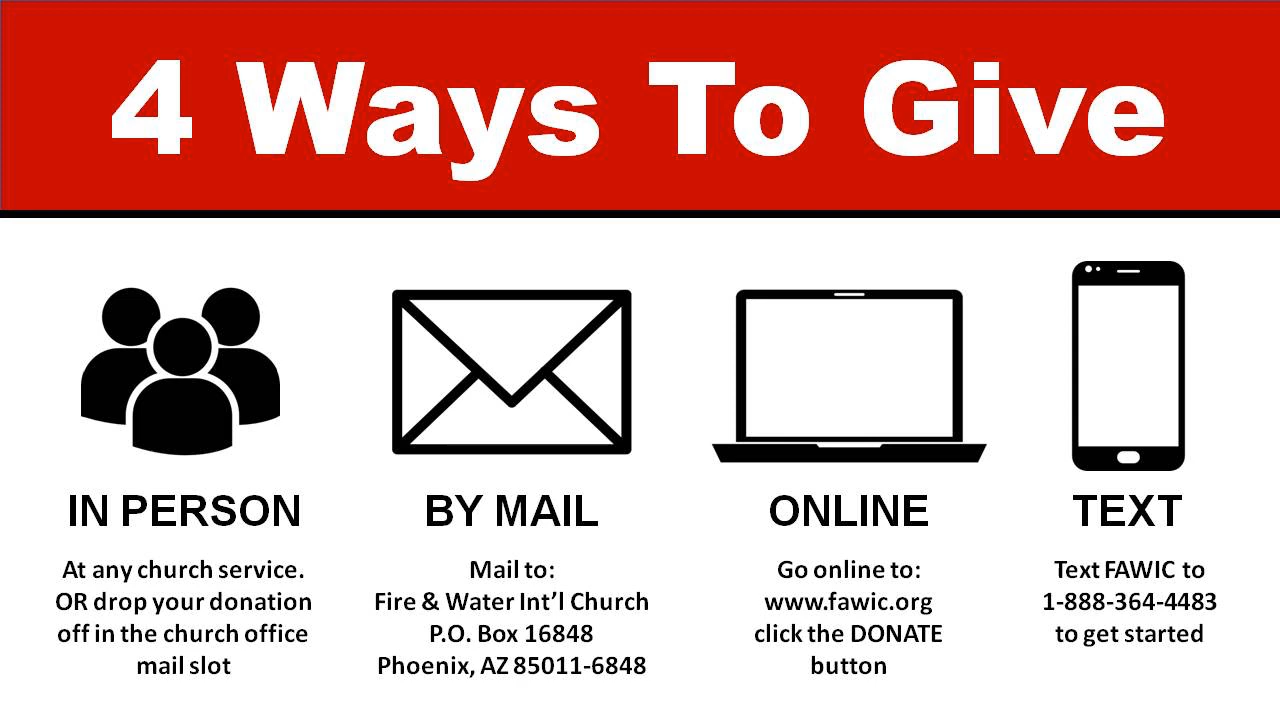 4 Ways To Give
IN PERSON
At any church service.
OR drop your donation
off in the church office
mail slot
BY MAIL
Mail to:
Fire & Water Int’l Church
P.O. Box 16848
Phoenix, AZ 85011-6848
ONLINE
Go online to:
www.fawic.org
click the DONATE
button
TEXT
Text FAWIC to
1-888-364-4483
to get started